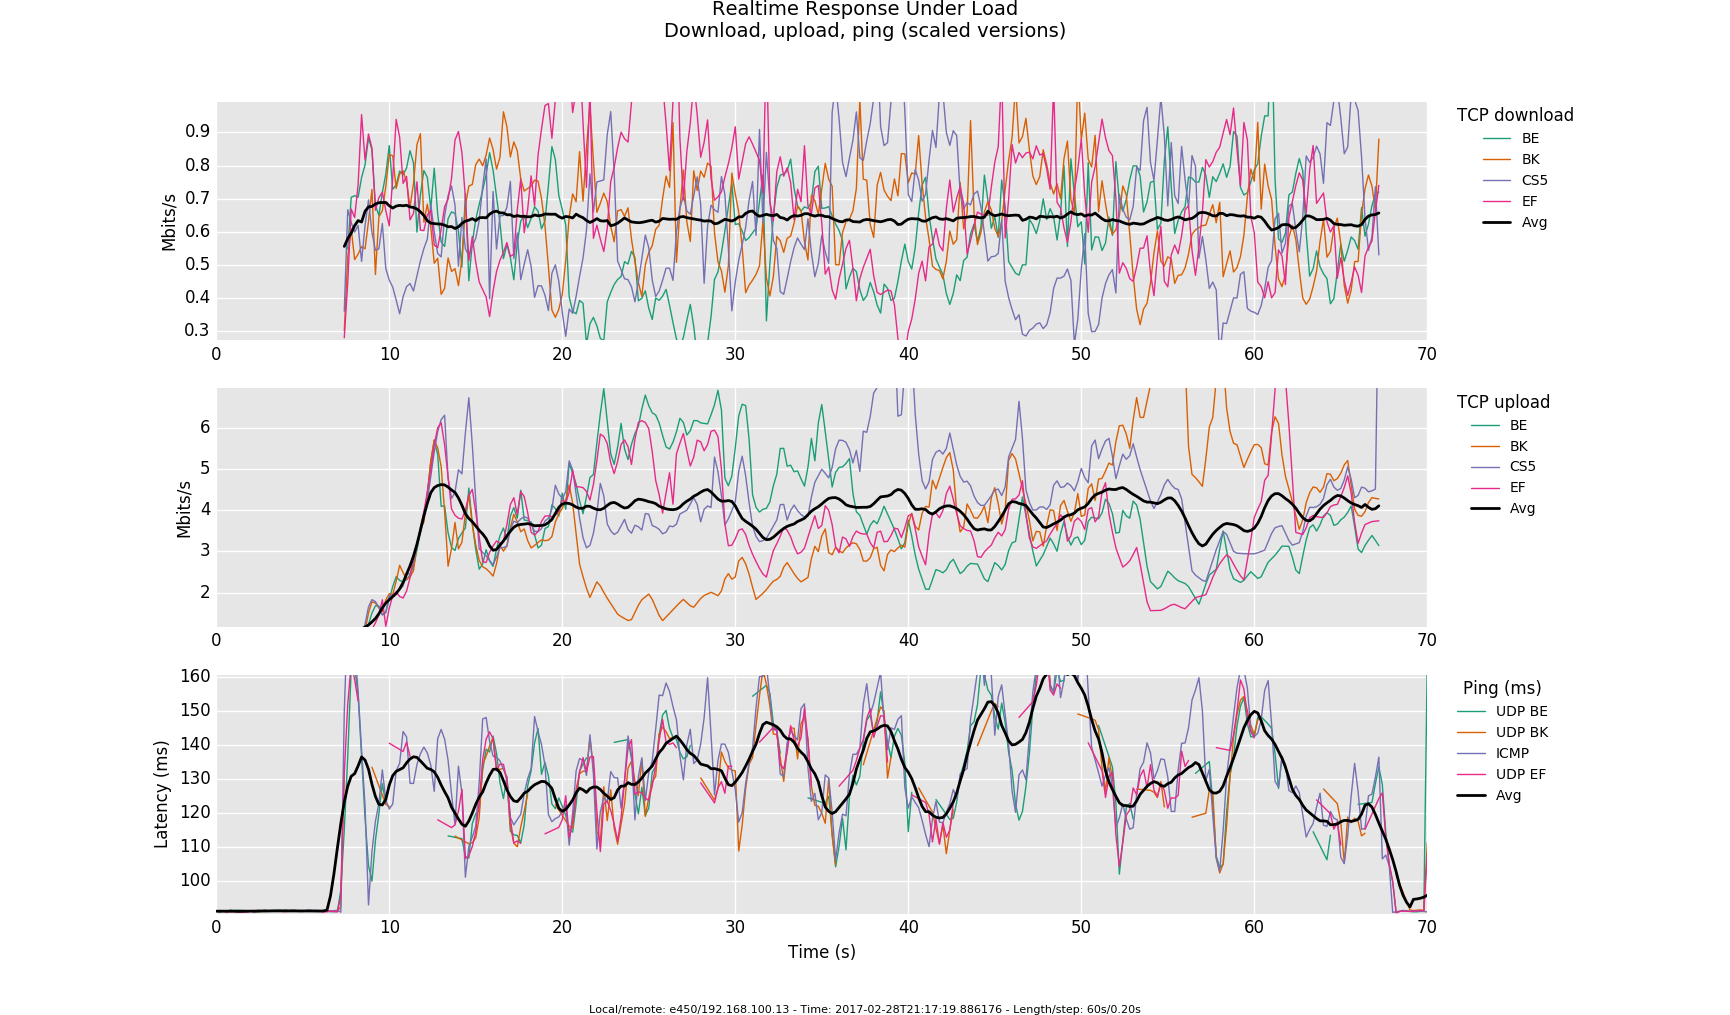 Realtime Response Under Load
Download, upload, ping (scaled versions)
Mbits/s
0.9
0.8
0.7
0.6
0.5
0.4
0.3
0 10 20 30 40 50 60 70
TCP download
BE
BK
CS5
EF
Avg
Mbits/s
6
5
4
3
2
0 10 20 30 40 50 60 70
TCP upload
BE
BK
CS5
EF
Avg
Latency (ms)
160
150
140
130
120
110
100
0 10 20 30 40 50 60 70
Time (s)
Ping (ms)
UDP BE
UDP BK
ICMP
UDP EF
Avg
Local/remote: e450/192.168.100.13 - Time: 2017-02-28T21:17:19.886176 - Length/step: 60s/0.20s